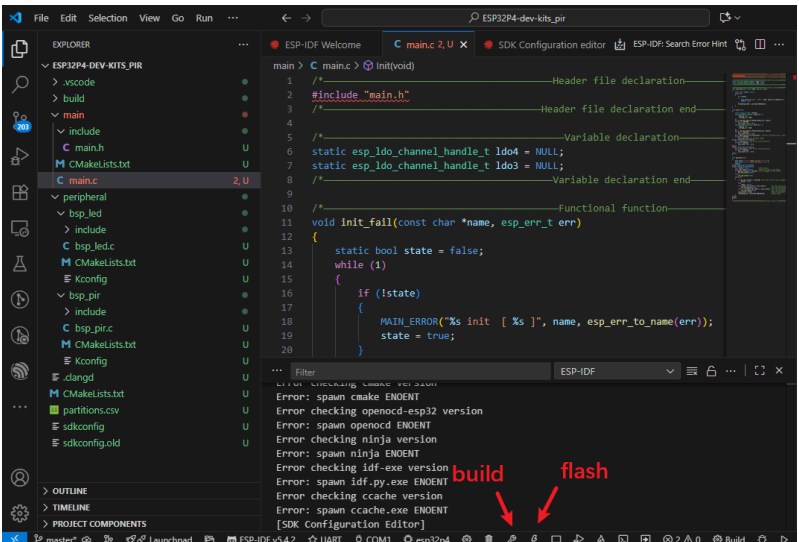 File Edit Selection View Go Run ···
ESP32P4-dev-kits_pir
EXPLORER ···
ESP-IDF Welcome
C main.c 2, U ×
SDK Configuration editor
ESP-IDF: Search Error Hint
ESP32P4-DEV-KITS_PIR
main > C main.c > Init(void)
> .vscode
> build
main
include
C main.h U
M CMakeLists.txt U
C main.c 2, U
peripheral
bsp_led
> include
C bsp_led.c U
M CMakeLists.txt U
Kconfig U
bsp_pir
> include
C bsp_pir.c U
M CMakeLists.txt U
Kconfig U
.clangd U
M CMakeLists.txt U
partitions.csv U
sdkconfig U
sdkconfig.old U
> OUTLINE
> TIMELINE
> PROJECT COMPONENTS
203
1 /*————————Header file declaration————————
2 #include "main.h"
3 /*————————Header file declaration end————————
4
5 /*————————Variable declaration————————
6 static esp_ldo_channel_handle_t ldo4 = NULL;
7 static esp_ldo_channel_handle_t ldo3 = NULL;
8 /*————————Variable declaration end————————
9
10 /*————————Functional function————————
11 void init_fail(const char *name, esp_err_t err)
12 {
13 static bool state = false;
14 while (1)
15 {
16 if (!state)
17 {
18 MAIN_ERROR("%s init [ %s ]", name, esp_err_to_name(err));
19 state = true;
20 }
··· Filter ESP-IDF
Error checking cmake version
Error: spawn cmake ENOENT
Error checking openocd-esp32 version
Error: spawn openocd ENOENT
Error checking ninja version
Error: spawn ninja ENOENT
Error checking idf-exe version
Error: spawn idf.py.exe ENOENT
Error checking ccache version
Error: spawn ccache.exe ENOENT
[SDK Configuration Editor]
build
flash
master* Launchpad ESP-IDF v5.4.2 UART COM1 esp32p4 2 0 Build